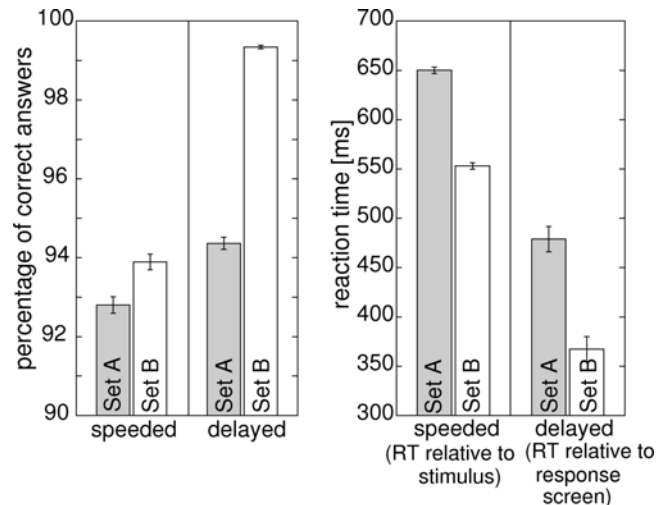 percentage of correct answers
100
98
96
94
92
90
Set A
Set B
Set A
Set B
speeded
delayed
reaction time [ms]
700
650
600
550
500
450
400
350
300
Set A
Set B
Set A
Set B
speeded
(RT relative to
stimulus)
delayed
(RT relative to
response
screen)